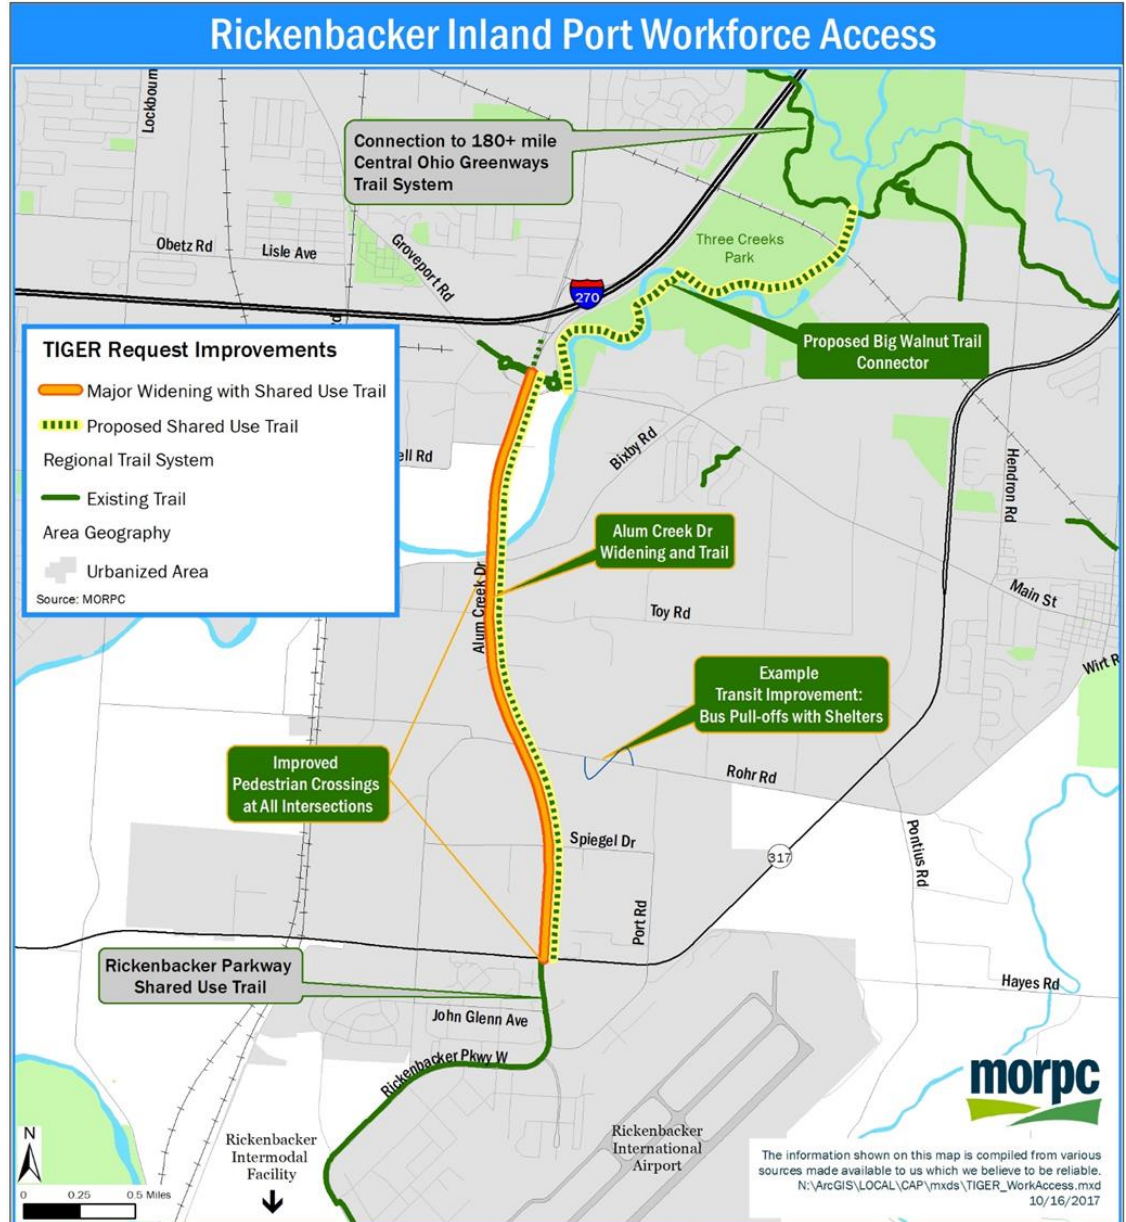 Rickenbacker Inland Port Workforce Access
Lockbourn
Connection to 180+ mile
Central Ohio Greenways
Trail System
Obetz Rd
Lisle Ave
Groveport Rd
270
Three Creeks
Park
Proposed Big Walnut Trail
Connector
TIGER Request Improvements
Major Widening with Shared Use Trail
Proposed Shared Use Trail
Regional Trail System
Existing Trail
Area Geography
Urbanized Area
Source: MORPC
ell Rd
Bixby Rd
Hendron Rd
Alum Creek Dr
Widening and Trail
Alum Creek Dr
Toy Rd
Main St
Wirt R
Example
Transit Improvement:
Bus Pull-offs with Shelters
Improved
Pedestrian Crossings
at All Intersections
Rohr Rd
Spiegel Dr
317
Pontius Rd
Port Rd
Rickenbacker Parkway
Shared Use Trail
Hayes Rd
John Glenn Ave
Rickenbacker Pkwy W
morpc
N
0 0.25 0.5 Miles
Rickenbacker
Intermodal
Facility
Rickenbacker
International
Airport
The information shown on this map is compiled from various
sources made available to us which we believe to be reliable.
N:\ArcGIS\LOCAL\CAP\mxds\TIGER_WorkAccess.mxd
10/16/2017